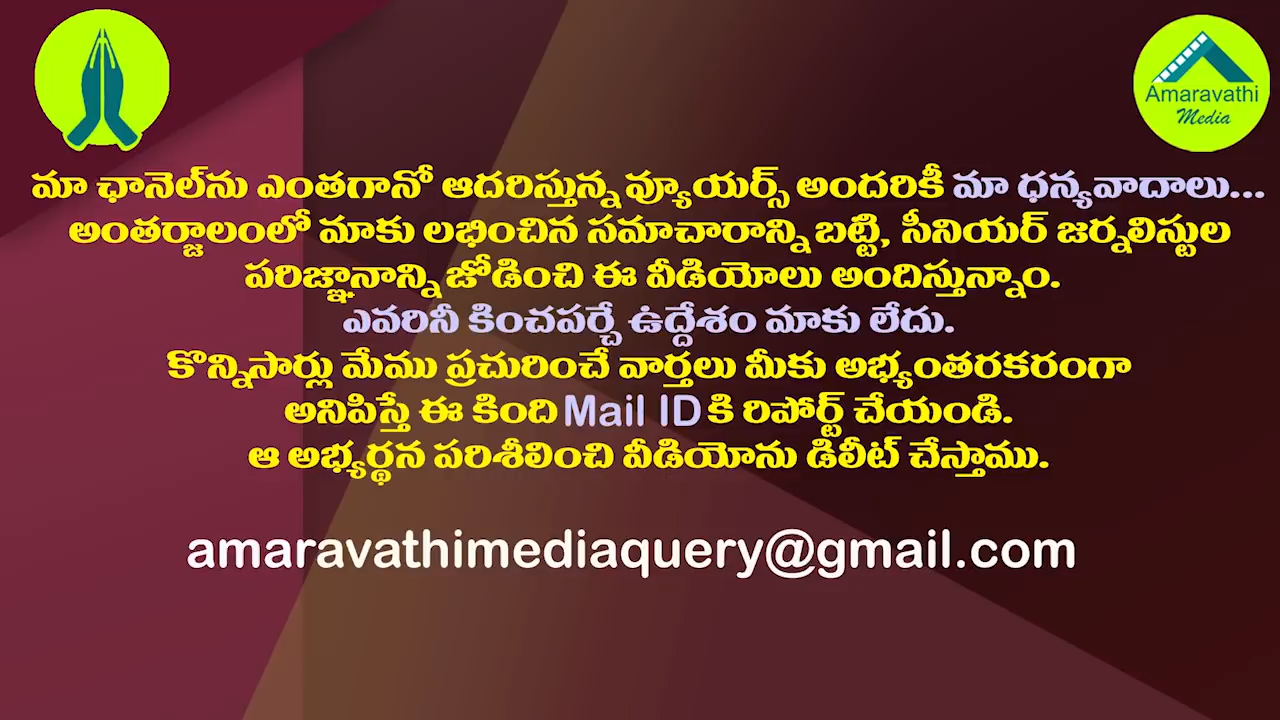 Amaravathi
Media
మా ఛానెల్‌ను ఎంతగానో ఆదరిస్తున్న వ్యూయర్స్ అందరికీ మా ధన్యవాదాలు...
అంతర్జాలంలో మాకు లభించిన సమాచారాన్ని బట్టి, సీనియర్ జర్నలిస్టుల
పరిజ్ఞానాన్ని జోడించి ఈ వీడియోలు అందిస్తున్నాం.
ఎవరినీ కించపర్చే ఉద్దేశం మాకు లేదు.
కొన్నిసార్లు మేము ప్రచురించే వార్తలు మీకు అభ్యంతరకరంగా
అనిపిస్తే ఈ కింది Mail ID కి రిపోర్ట్ చేయండి.
ఆ అభ్యర్థన పరిశీలించి వీడియోను డిలీట్ చేస్తాము.
amaravathimediaquery@gmail.com